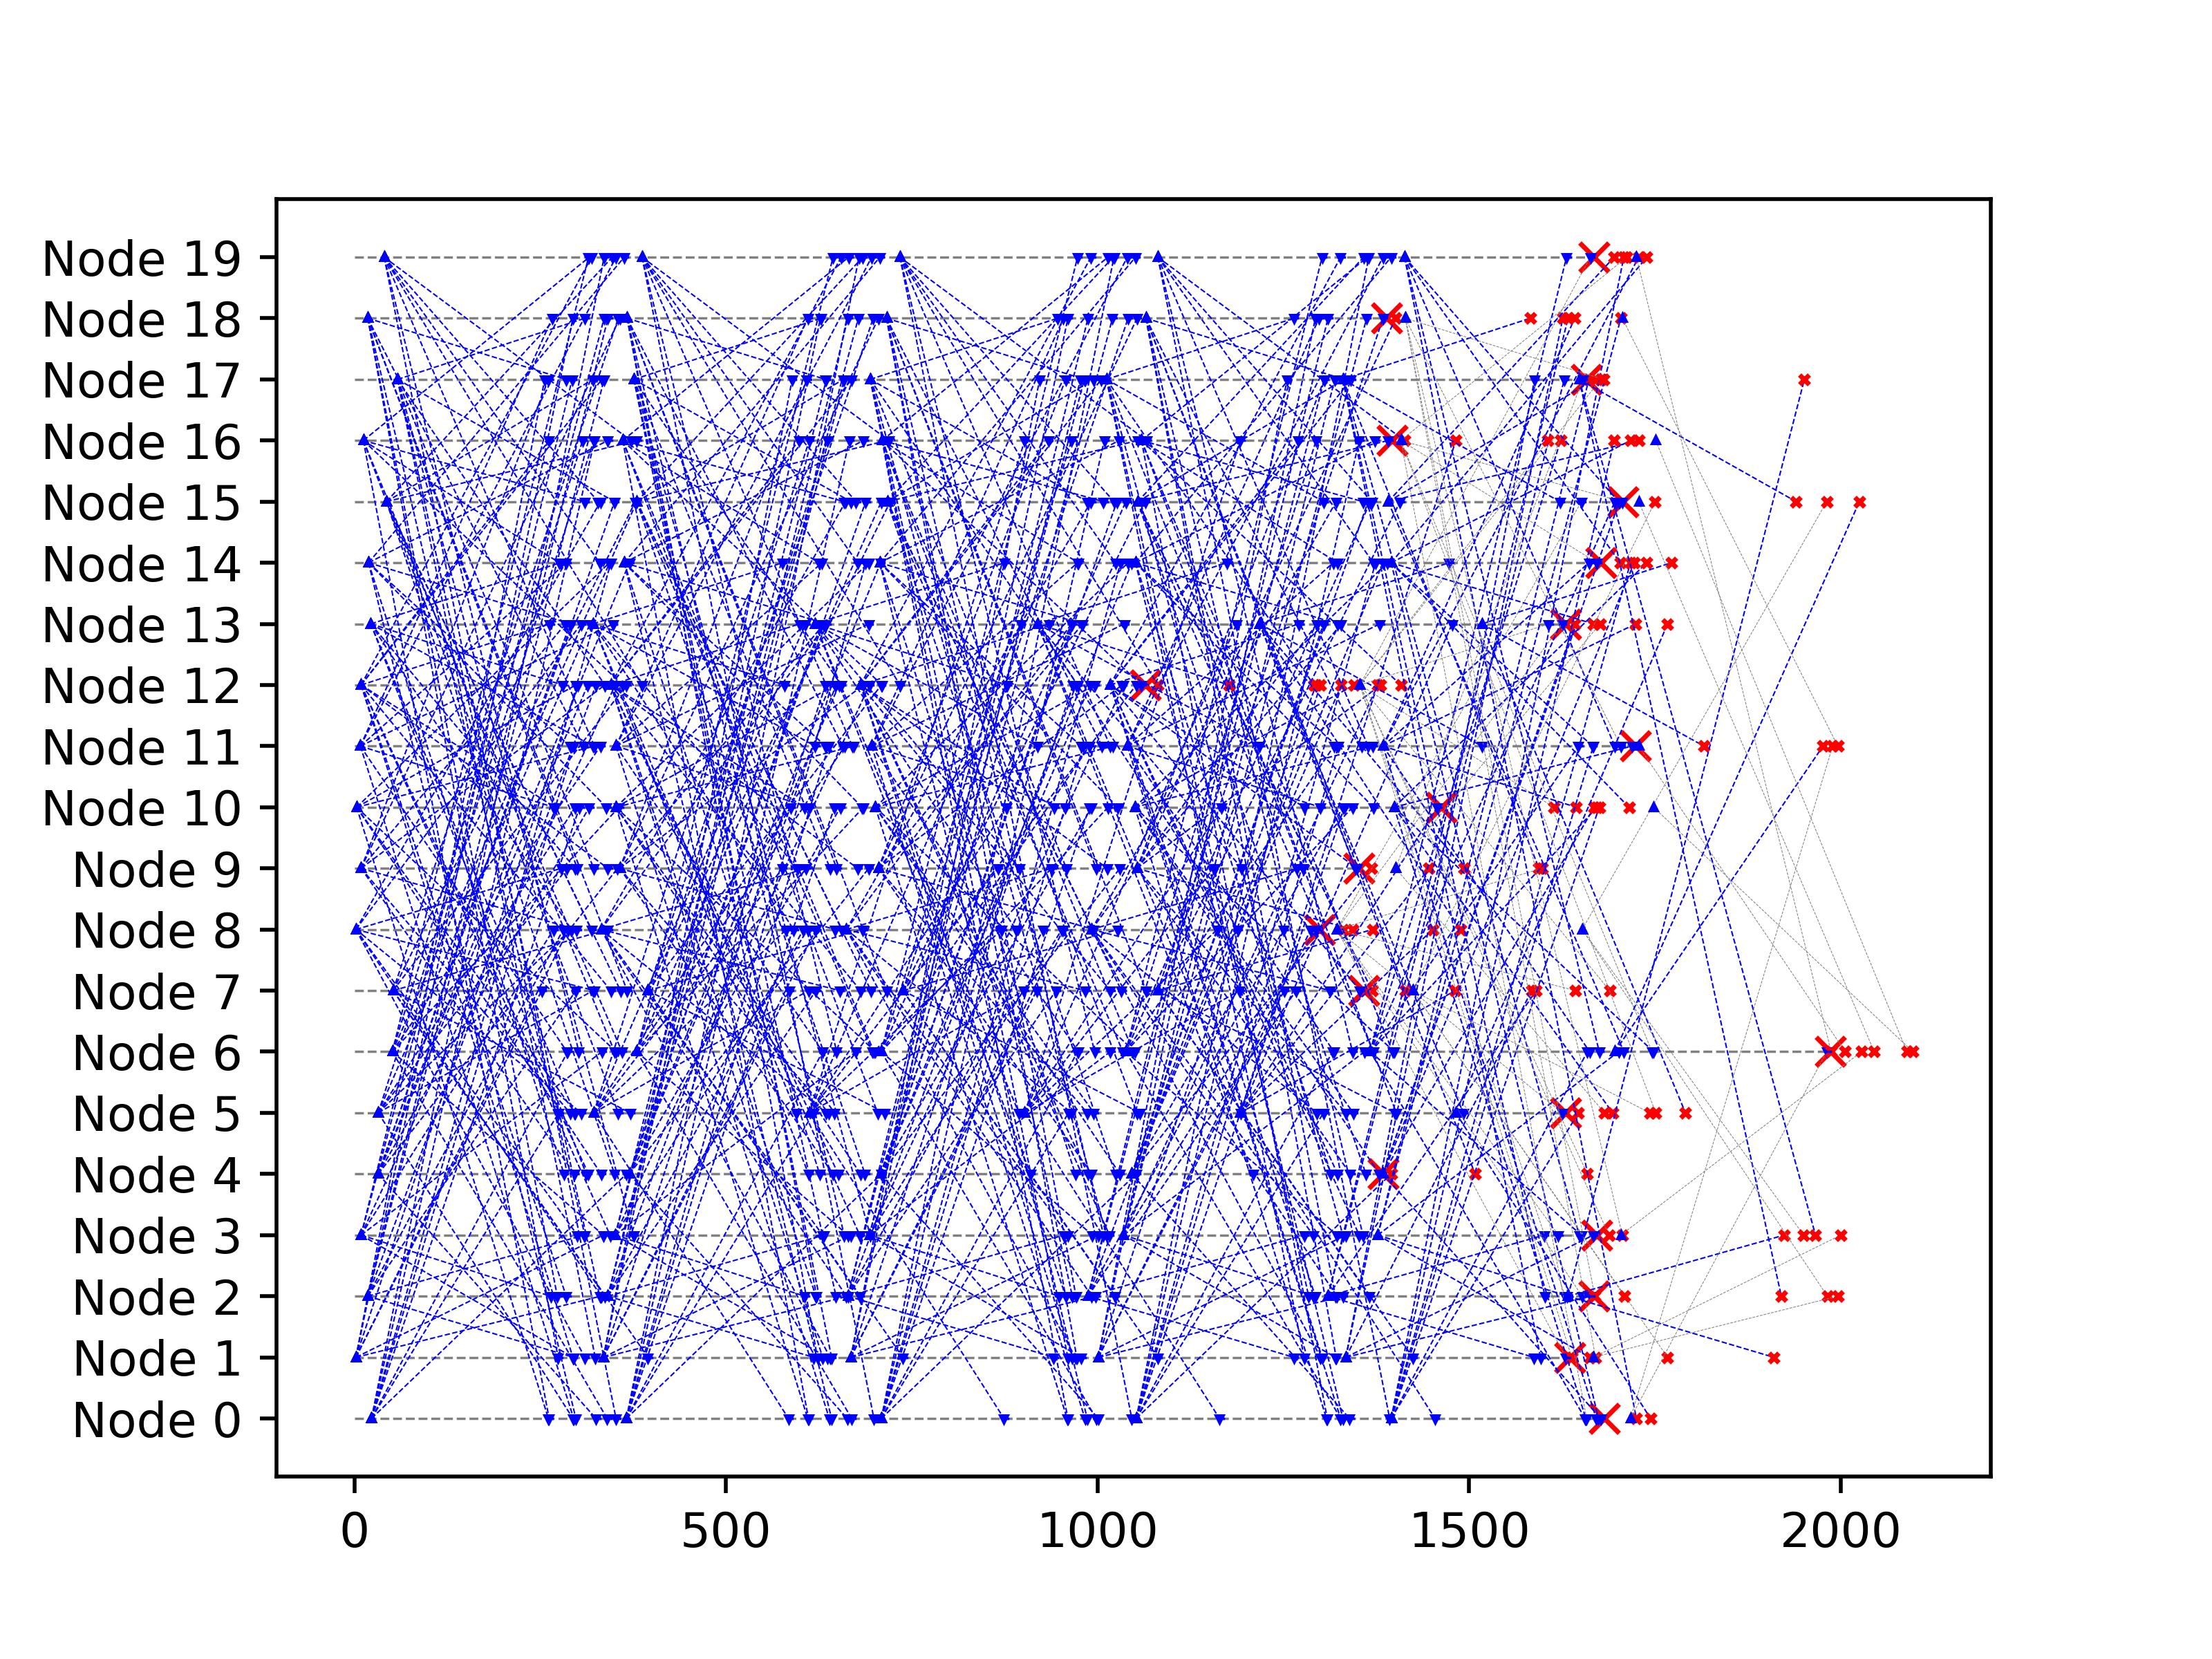 Node 19
Node 18
Node 17
Node 16
Node 15
Node 14
Node 13
Node 12
Node 11
Node 10
Node 9
Node 8
Node 7
Node 6
Node 5
Node 4
Node 3
Node 2
Node 1
Node 0
0 500 1000 1500 2000